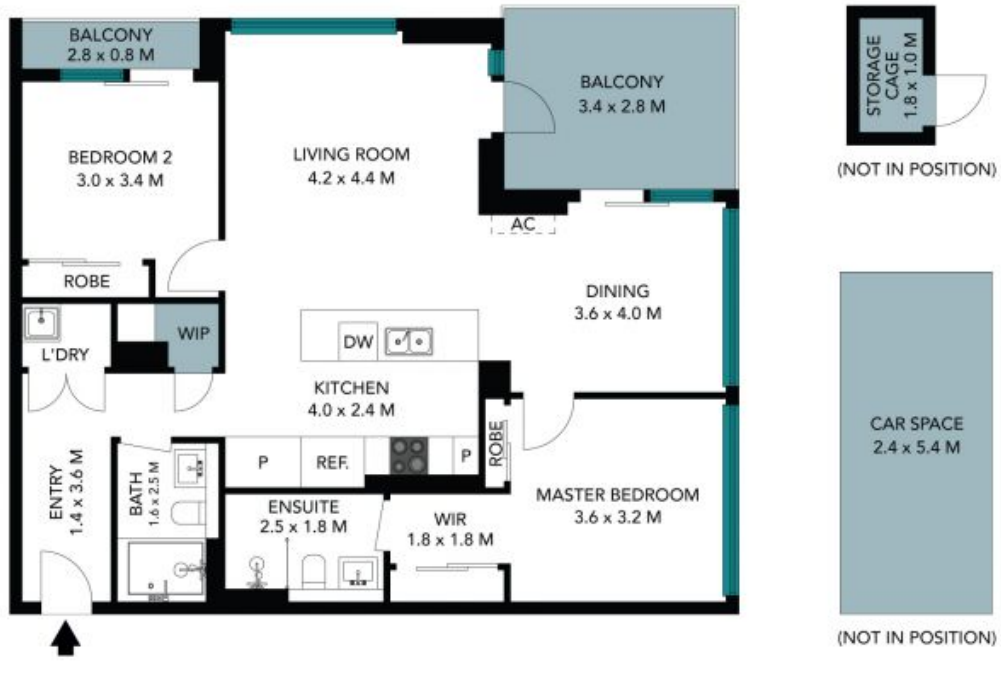 BALCONY
2.8 x 0.8 M
BEDROOM 2
3.0 x 3.4 M
ROBE
LIVING ROOM
4.2 x 4.4 M
BALCONY
3.4 x 2.8 M
AC
DINING
3.6 x 4.0 M
L'DRY
WIP
DW
KITCHEN
4.0 x 2.4 M
P
REF.
P
ROBE
ENTRY
1.4 x 3.6 M
BATH
1.6 x 2.5 M
ENSUITE
2.5 x 1.8 M
WIR
1.8 x 1.8 M
MASTER BEDROOM
3.6 x 3.2 M
STORAGE
CAGE
1.8 x 1.0 M
(NOT IN POSITION)
CAR SPACE
2.4 x 5.4 M
(NOT IN POSITION)